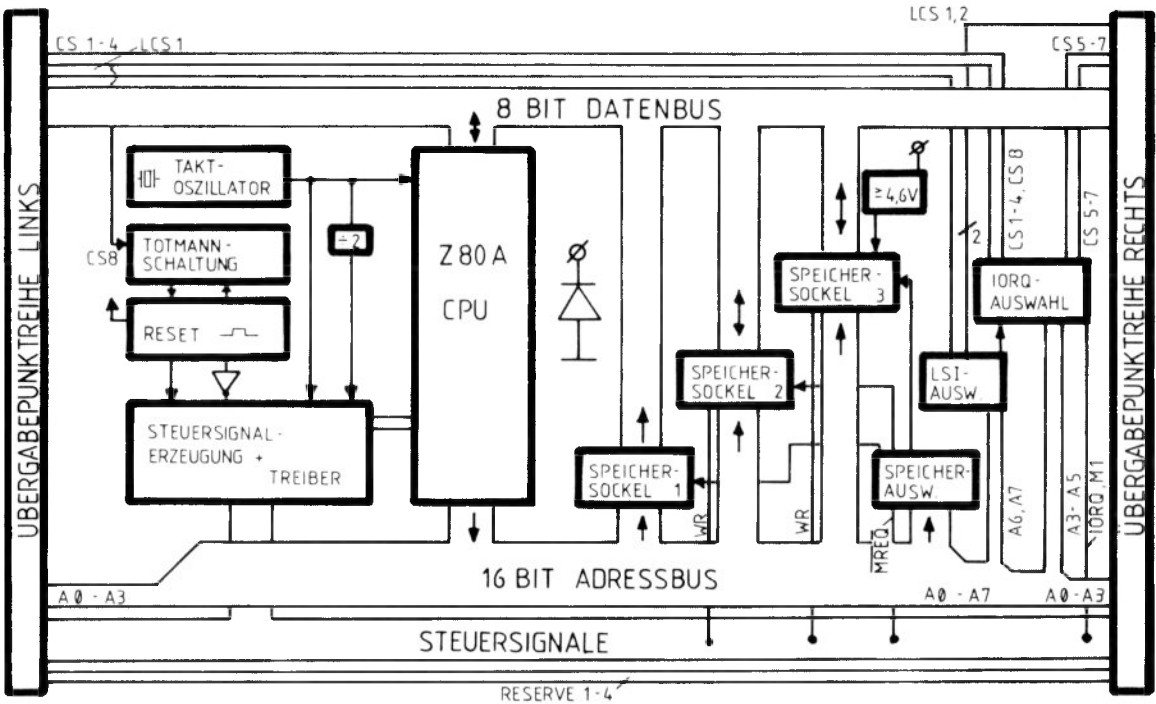 LCS 1,2
CS 1-4
LCS 1
CS 5-7
8 BIT DATENBUS
ÜBERGABEPUNKTREIHE LINKS
TAKT-
OSZILLATOR
TOTMANN-
SCHALTUNG
CS8
RESET
÷2
STEUERSIGNAL-
ERZEUGUNG +
TREIBER
Z80A
CPU
≥4,6V
SPEICHER-
SOCKEL 3
SPEICHER-
SOCKEL 2
SPEICHER-
SOCKEL 1
WR
WR
MREQ
2
CS 1-4, CS 8
CS 5-7
IORQ-
AUSWAHL
LSI-
AUSW.
SPEICHER-
AUSW.
A6, A7
A3-A5
IORQ, M1
ÜBERGABEPUNKTREIHE RECHTS
16 BIT ADRESSBUS
A0-A3
A0-A7
A0-A3
STEUERSIGNALE
RESERVE 1-4